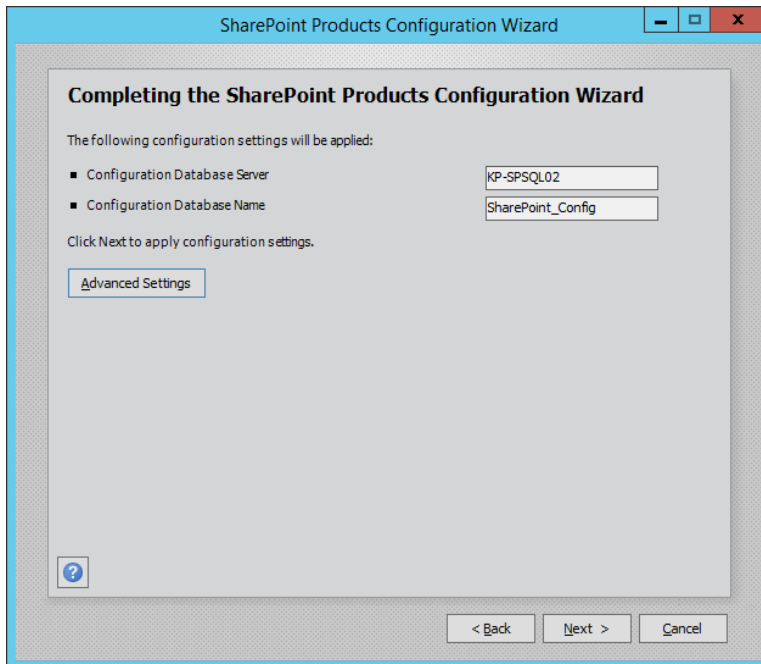 SharePoint Products Configuration Wizard
Completing the SharePoint Products Configuration Wizard
The following configuration settings will be applied:
Configuration Database Server KP-SPSQL02
Configuration Database Name SharePoint_Config
Click Next to apply configuration settings.
Advanced Settings
?
< Back Next > Cancel